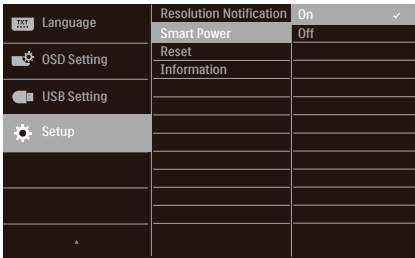 TXT Language
OSD Setting
USB Setting
Setup
Resolution Notification
Smart Power
Reset
Information
On
Off